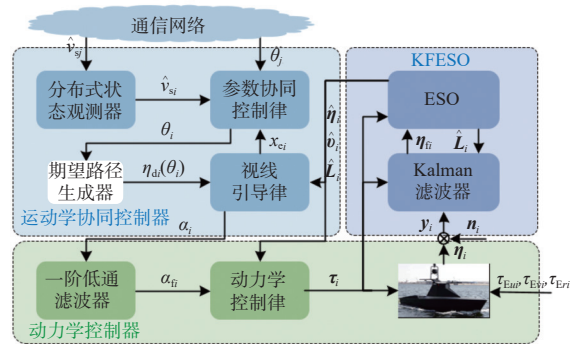 通信网络
v̂sj
θj
KFESO
分布式状
态观测器
v̂si
参数协同
控制律
ESO
η̂i
υ̂i
L̂i
θi
xei
ηfi
L̂i
期望路径
生成器
ηdi(θi)
视线
引导律
Kalman
滤波器
运动学协同控制器
αi
yi
ni
ηi
一阶低通
滤波器
αfi
动力学
控制律
τi
τEui,τEvi,τEri
动力学控制器